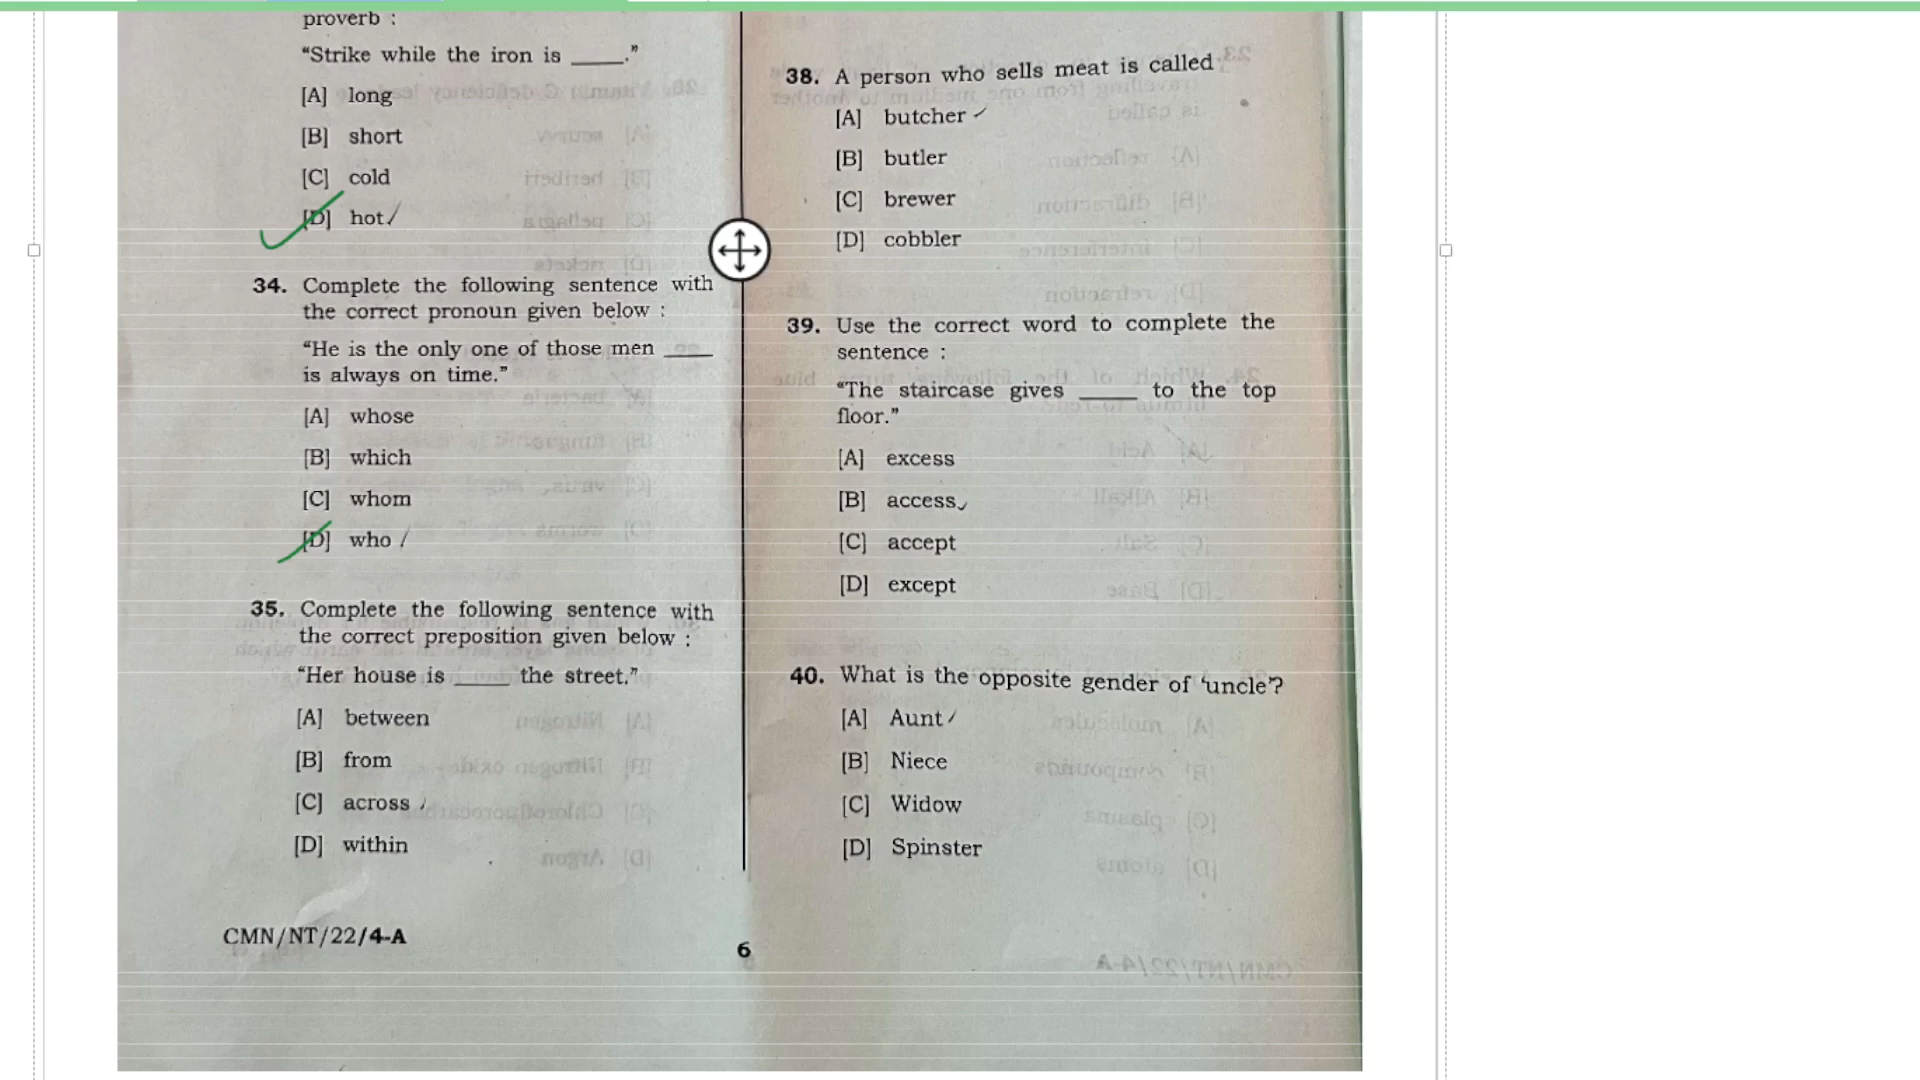 proverb :
“Strike while the iron is _____.”
[A] long
[B] short
[C] cold
[D] hot
34. Complete the following sentence with
the correct pronoun given below :
“He is the only one of those men _____
is always on time.”
[A] whose
[B] which
[C] whom
[D] who
35. Complete the following sentence with
the correct preposition given below :
“Her house is _____ the street.”
[A] between
[B] from
[C] across
[D] within
CMN/NT/22/4-A
6
38. A person who sells meat is called
[A] butcher
[B] butler
[C] brewer
[D] cobbler
39. Use the correct word to complete the
sentence :
“The staircase gives _____ to the top
floor.”
[A] excess
[B] access
[C] accept
[D] except
40. What is the opposite gender of ‘uncle’?
[A] Aunt
[B] Niece
[C] Widow
[D] Spinster